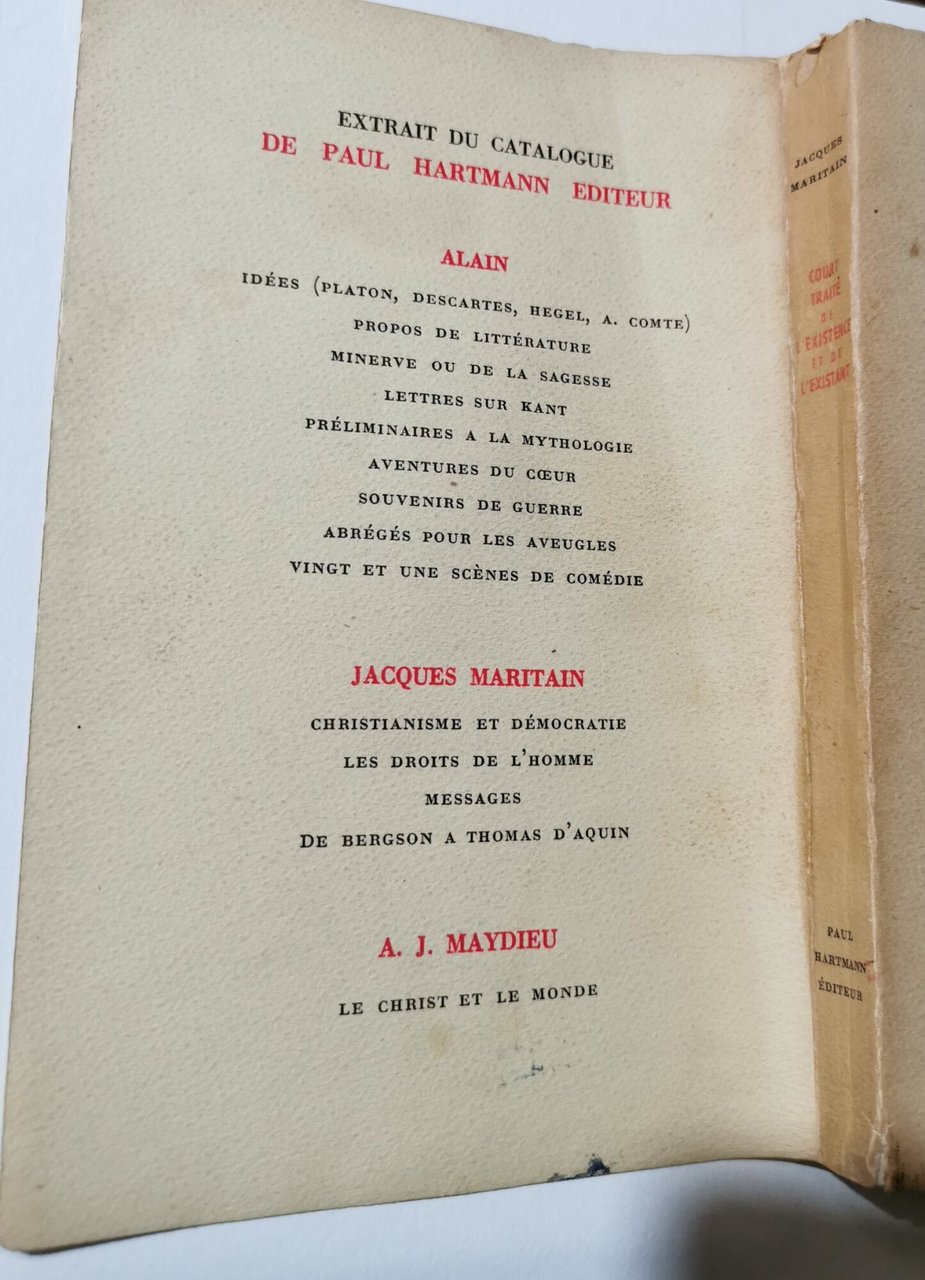 EXTRAIT DU CATALOGUE
DE PAUL HARTMANN EDITEUR
ALAIN
IDÉES (PLATON, DESCARTES, HEGEL, A. COMTE)
PROPOS DE LITTÉRATURE
MINERVE OU DE LA SAGESSE
LETTRES SUR KANT
PRÉLIMINAIRES A LA MYTHOLOGIE
AVENTURES DU CŒUR
SOUVENIRS DE GUERRE
ABRÉGÉS POUR LES AVEUGLES
VINGT ET UNE SCÈNES DE COMÉDIE
JACQUES MARITAIN
CHRISTIANISME ET DÉMOCRATIE
LES DROITS DE L'HOMME
MESSAGES
DE BERGSON A THOMAS D'AQUIN
A. J. MAYDIEU
LE CHRIST ET LE MONDE
JACQUES
MARITAIN
COURT
TRAITÉ
DE
L'EXISTENCE
ET DE
L'EXISTANT
PAUL
HARTMANN
ÉDITEUR